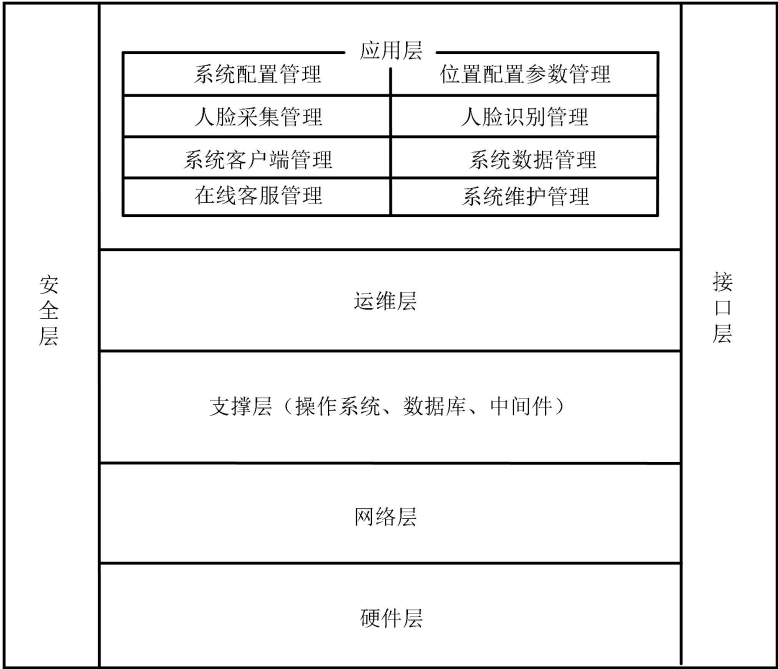 应用层
系统配置管理
位置配置参数管理
人脸采集管理
人脸识别管理
系统客户端管理
系统数据管理
在线客服管理
系统维护管理
安全层
运维层
接口层
支撑层（操作系统、数据库、中间件）
网络层
硬件层